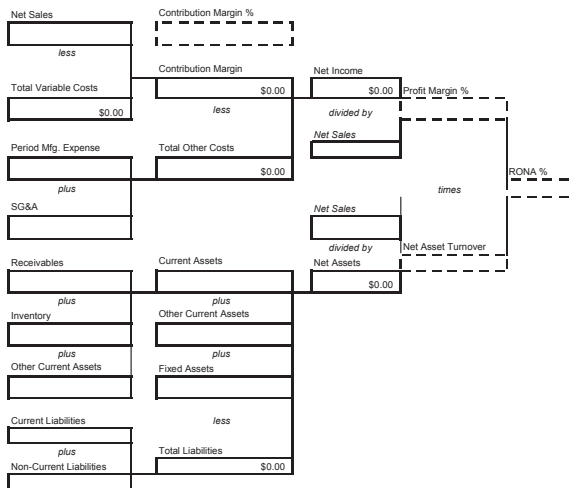 Net Sales
Contribution Margin %
less
Contribution Margin
Net Income
Total Variable Costs
$0.00
$0.00
Profit Margin %
$0.00
less
divided by
Net Sales
Period Mfg. Expense
Total Other Costs
$0.00
RONA %
plus
times
SG&A
Net Sales
divided by
Net Asset Turnover
Receivables
Current Assets
Net Assets
$0.00
plus
plus
Inventory
Other Current Assets
plus
plus
Other Current Assets
Fixed Assets
Current Liabilities
less
plus
Total Liabilities
Non-Current Liabilities
$0.00